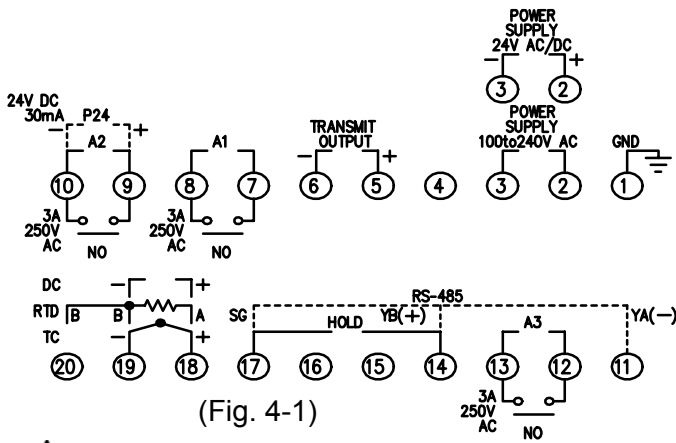 POWER
SUPPLY
24V AC/DC
− +
3 2
24V DC
30mA P24
− +
A2 A1
TRANSMIT
OUTPUT
− +
POWER
SUPPLY
100to240V AC
GND
10 9 8 7 6 5 4 3 2 1
3A
250V
AC
NO
3A
250V
AC
NO
DC − +
RTD B B A
TC − +
SG RS-485
HOLD YB(+)
A3
YA(−)
20 19 18 17 16 15 14 13 12 11
3A
250V
AC
NO
(Fig. 4-1)